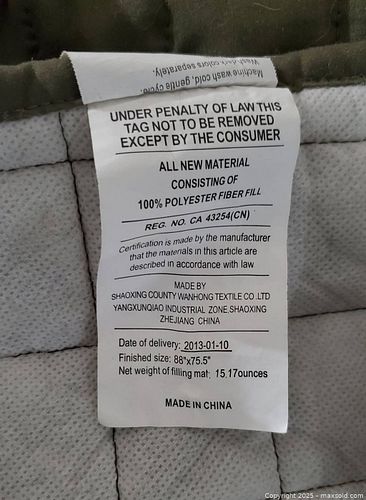 Machine wash cold, gentle cycle.
Wash dark colors separately.
UNDER PENALTY OF LAW THIS
TAG NOT TO BE REMOVED
EXCEPT BY THE CONSUMER
ALL NEW MATERIAL
CONSISTING OF
100% POLYESTER FIBER FILL
REG. NO. CA 43254(CN)
Certification is made by the manufacturer
that the materials in this article are
described in accordance with law
MADE BY
SHAOXING COUNTY WANHONG TEXTILE CO .LTD
YANGXUNQIAO INDUSTRIAL ZONE,SHAOXING
ZHEJIANG CHINA
Date of delivery: 2013-01-10
Finished size: 88"x75.5"
Net weight of filling mat: 15.17ounces
MADE IN CHINA
Copyright 2025 - maxsold.com